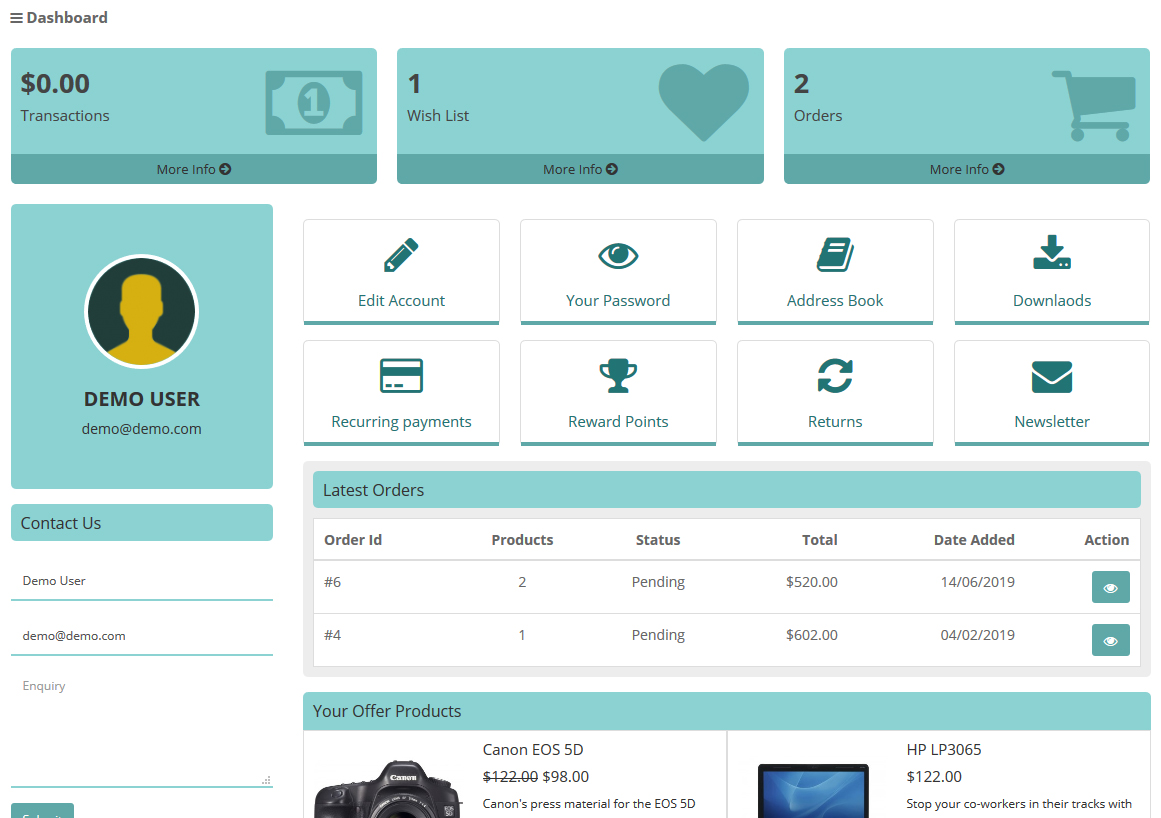 Dashboard
$0.00
Transactions
More Info
1
Wish List
More Info
2
Orders
More Info
DEMO USER
demo@demo.com
Contact Us
Demo User
demo@demo.com
Enquiry
Edit Account
Your Password
Address Book
Downlaods
Recurring payments
Reward Points
Returns
Newsletter
Latest Orders
Order Id Products Status Total Date Added Action
#6 2 Pending $520.00 14/06/2019
#4 1 Pending $602.00 04/02/2019
Your Offer Products
Canon EOS 5D
$122.00 $98.00
Canon's press material for the EOS 5D
Canon
HP LP3065
$122.00
Stop your co-workers in their tracks with